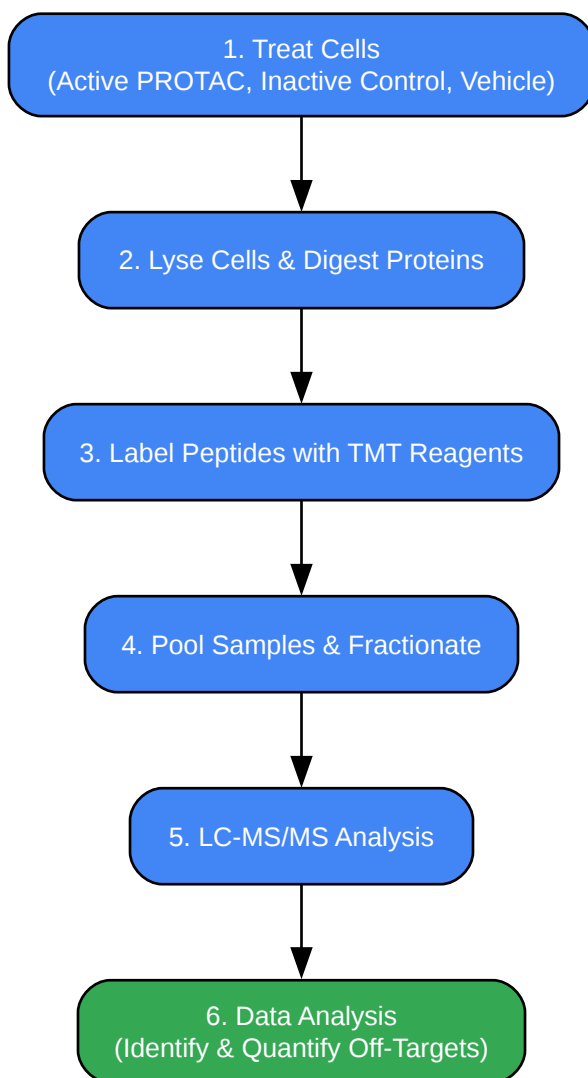 1. Treat Cells
(Active PROTAC, Inactive Control, Vehicle)
2. Lyse Cells & Digest Proteins
3. Label Peptides with TMT Reagents
4. Pool Samples & Fractionate
5. LC-MS/MS Analysis
6. Data Analysis
(Identify & Quantify Off-Targets)